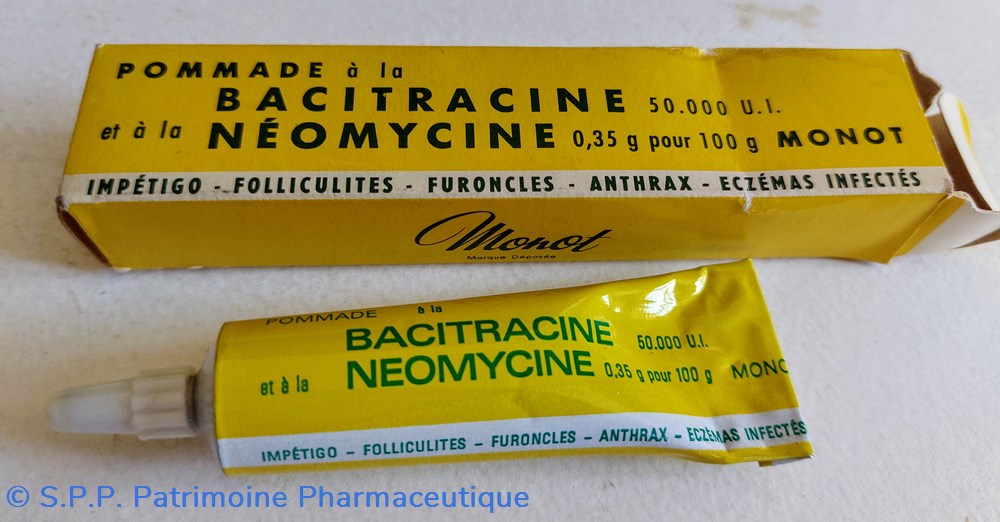 POMMADE à la
BACITRACINE 50.000 U.I.
et à la NÉOMYCINE 0,35 g pour 100 g MONOT
IMPÉTIGO - FOLLICULITES - FURONCLES - ANTHRAX - ECZÉMAS INFECTÉS
Monot
Marque Déposée
POMMADE à la
BACITRACINE 50.000 U.I.
et à la NEOMYCINE 0,35 g pour 100 g MONO
IMPÉTIGO - FOLLICULITES - FURONCLES - ANTHRAX - ECZÉMAS INFECTÉS
© S.P.P. Patrimoine Pharmaceutique